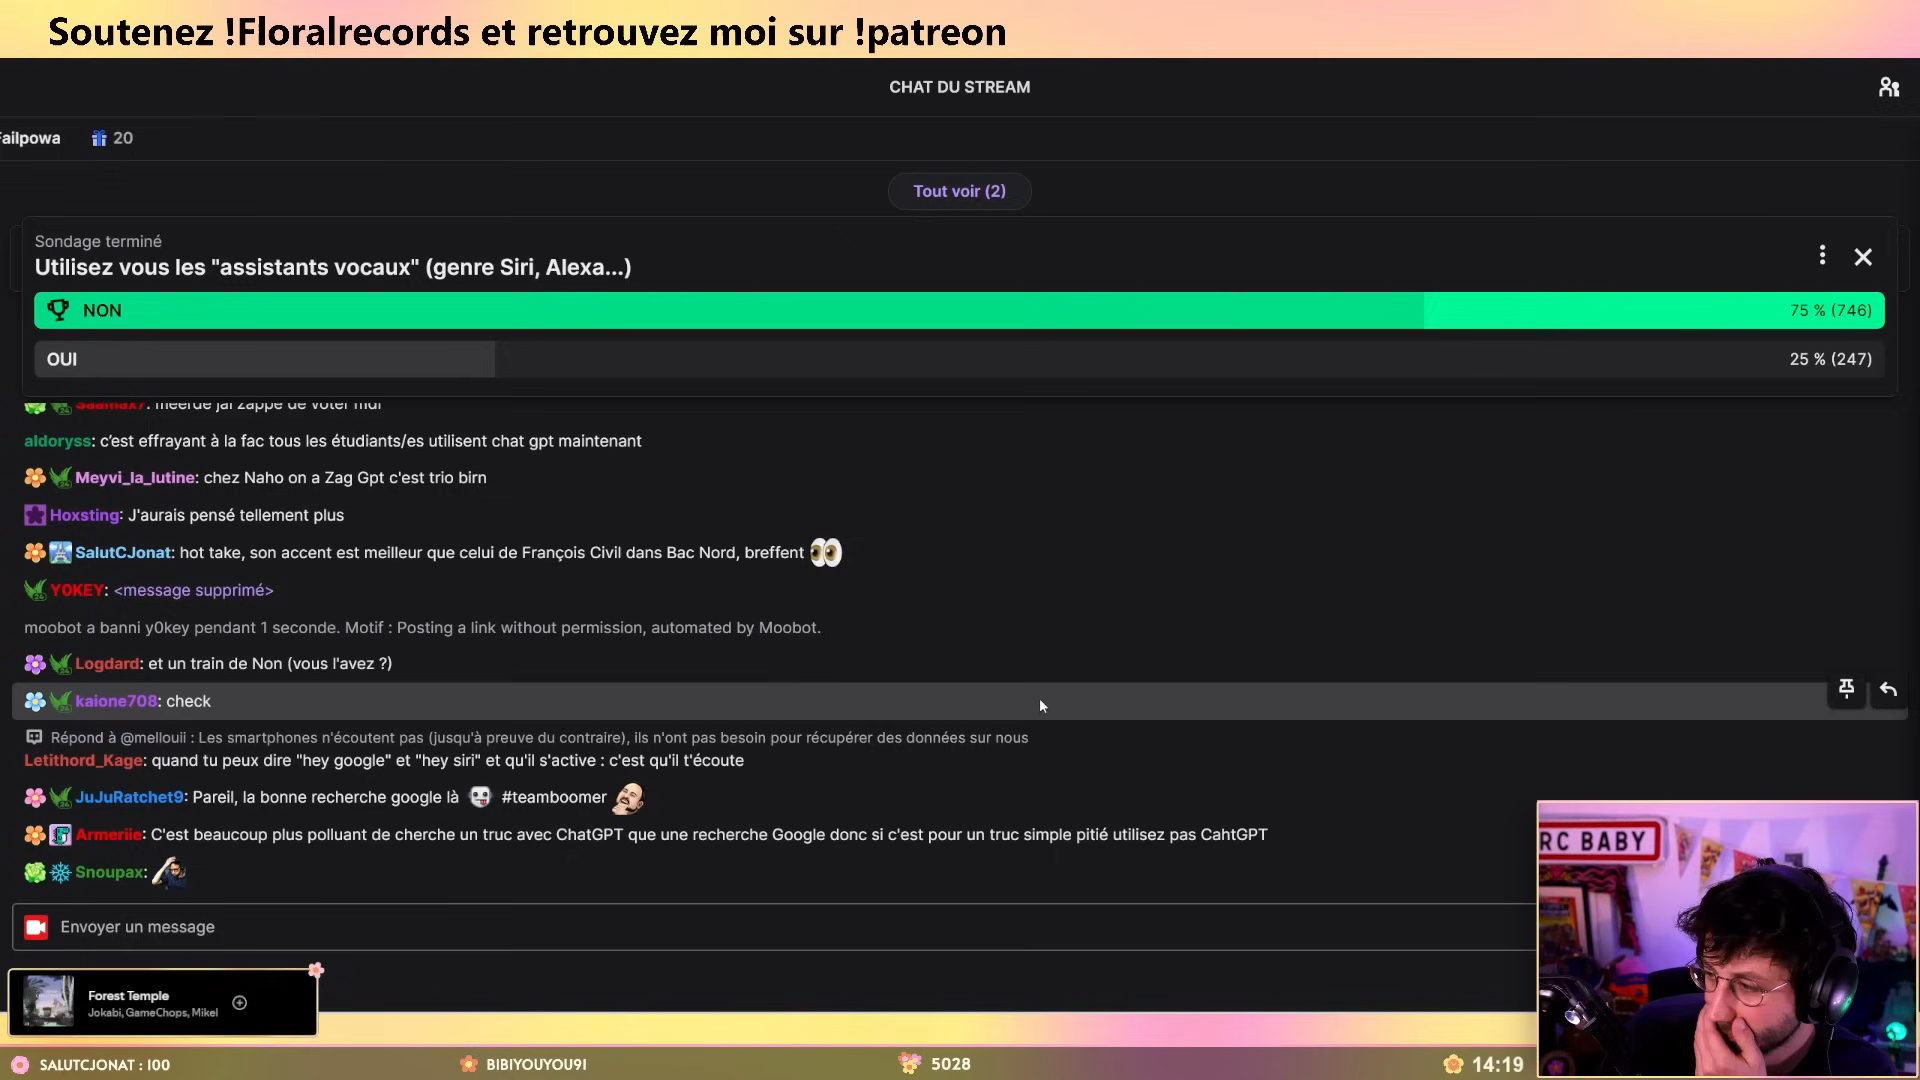 Soutenez !Floralrecords et retrouvez moi sur !patreon
CHAT DU STREAM
Failpowa 20
Tout voir (2)
Sondage terminé
Utilisez vous les "assistants vocaux" (genre Siri, Alexa...)
NON 75 % (746)
OUI 25 % (247)
Saamax7: meerde jai zappé de voter mdr
aldoryss: c'est effrayant à la fac tous les étudiants/es utilisent chat gpt maintenant
Meyvi_la_lutine: chez Naho on a Zag Gpt c'est trio birn
Hoxsting: J'aurais pensé tellement plus
SalutCJonat: hot take, son accent est meilleur que celui de François Civil dans Bac Nord, breffent
Y0KEY: <message supprimé>
moobot a banni y0key pendant 1 seconde. Motif : Posting a link without permission, automated by Moobot.
Logdard: et un train de Non (vous l'avez ?)
kaione708: check
Répond à @mellouii : Les smartphones n'écoutent pas (jusqu'à preuve du contraire), ils n'ont pas besoin pour récupérer des données sur nous
Letithord_Kage: quand tu peux dire "hey google" et "hey siri" et qu'il s'active : c'est qu'il t'écoute
JuJuRatchet9: Pareil, la bonne recherche google là #teamboomer
Armeriie: C'est beaucoup plus polluant de cherche un truc avec ChatGPT que une recherche Google donc si c'est pour un truc simple pitié utilisez pas CahtGPT
Snoupax:
Envoyer un message
RC BABY
Forest Temple
Jokabi, GameChops, Mikel
SALUTCJONAT : 100
BIBIYOUYOU91
5028
14:19